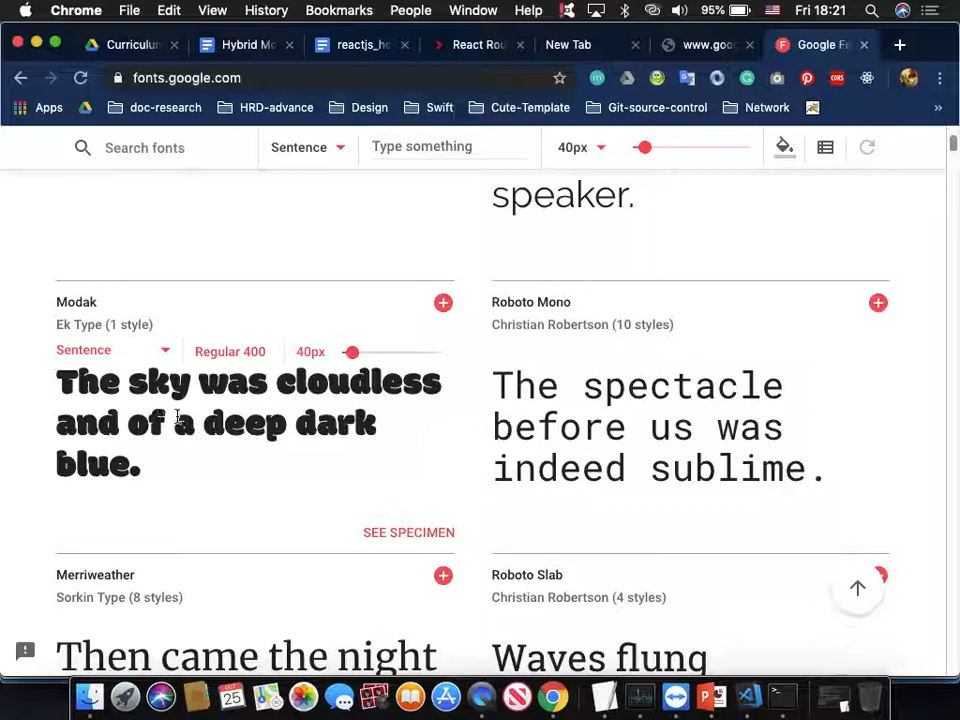 Chrome File Edit View History Bookmarks People Window Help 95% Fri 18:21
Curriculum Hybrid Mo reactjs_ho React Rou New Tab www.goo Google Fo
fonts.google.com
Apps doc-research HRD-advance Design Swift Cute-Template Git-source-control Network »
Search fonts Sentence Type something 40px
speaker.
Modak
Ek Type (1 style)
Sentence Regular 400 40px
The sky was cloudless
and of a deep dark
blue.
SEE SPECIMEN
Roboto Mono
Christian Robertson (10 styles)
The spectacle
before us was
indeed sublime.
Merriweather
Sorkin Type (8 styles)
Then came the night
Roboto Slab
Christian Robertson (4 styles)
Waves flung
OCT
25